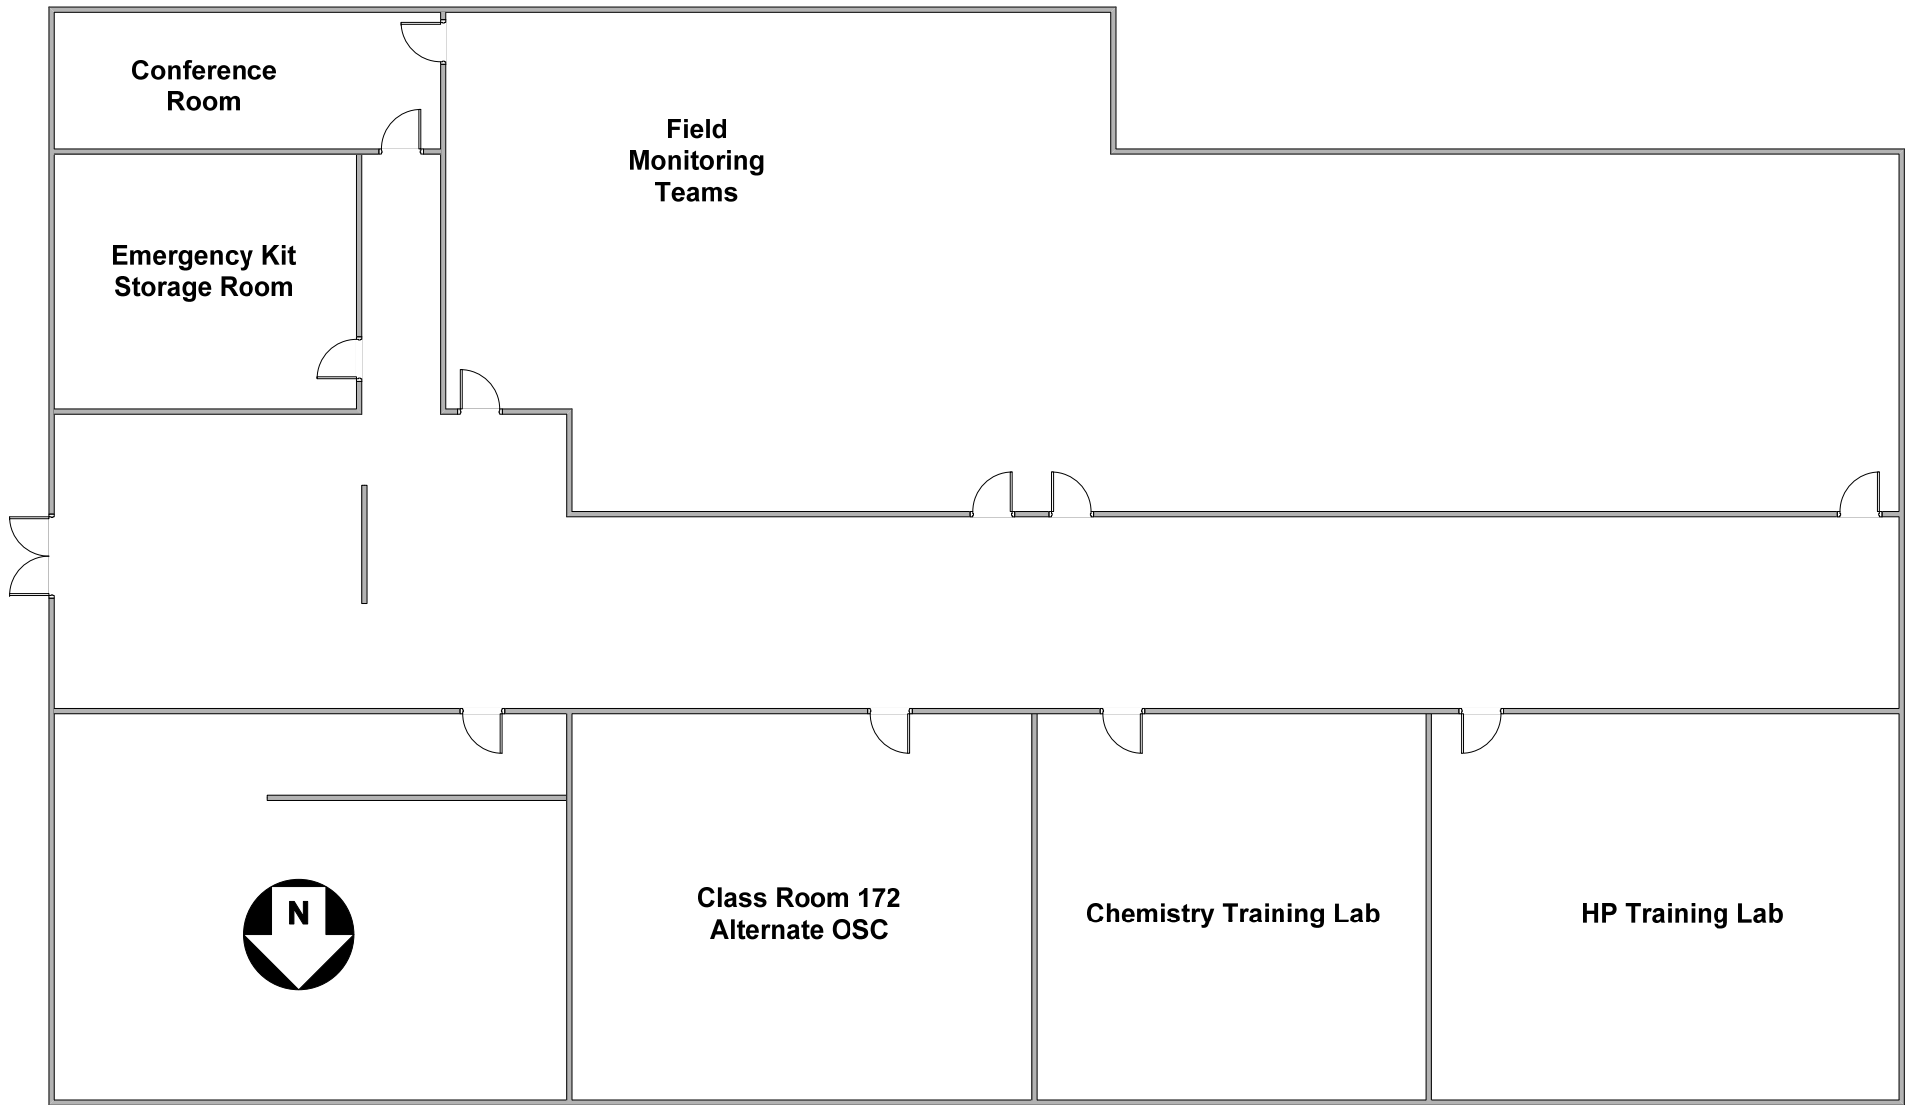 Conference
Room
Field
Monitoring
Teams
Emergency Kit
Storage Room
N
Class Room 172
Alternate OSC
Chemistry Training Lab
HP Training Lab